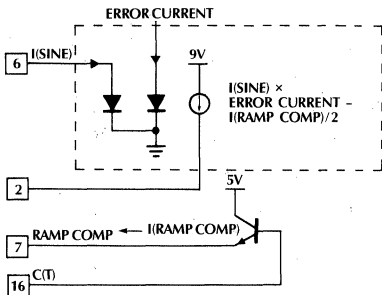 ERROR CURRENT
6 I(SINE)
9V
I(SINE) ×
ERROR CURRENT –
I(RAMP COMP)/2
2
5V
7 RAMP COMP I(RAMP COMP)
16 C(T)